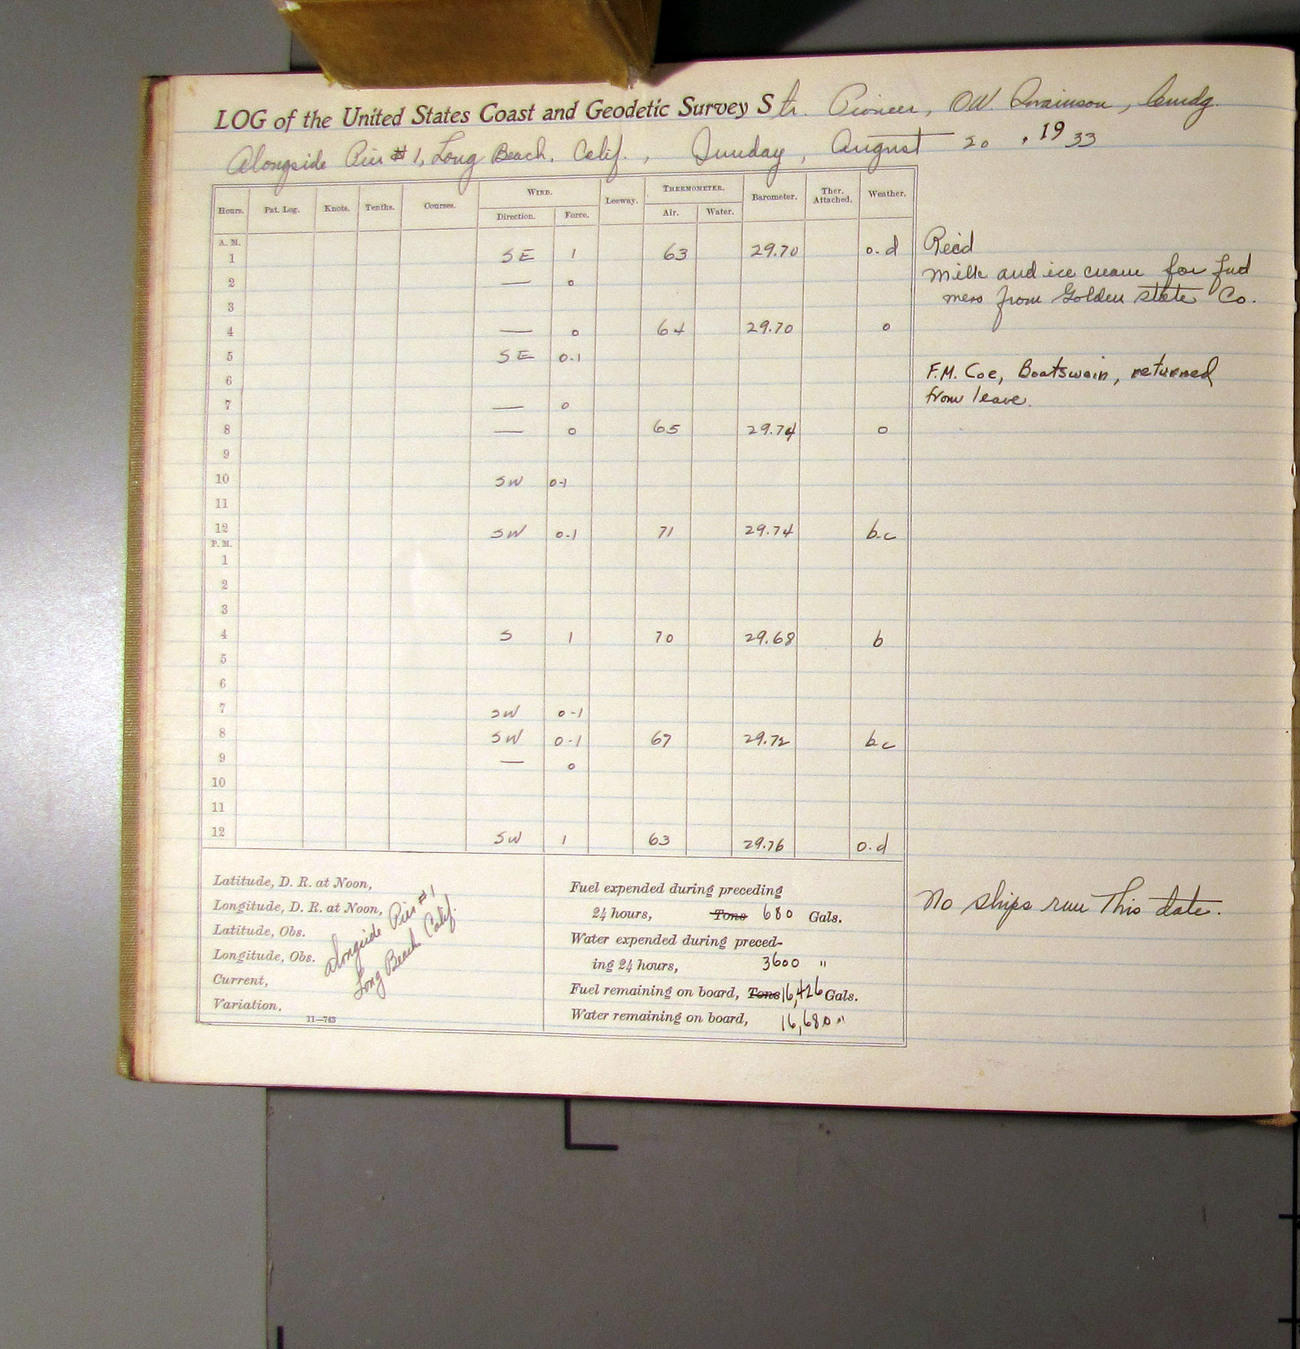 LOG of the United States Coast and Geodetic Survey Str. Pioneer, O.W. Swainson, Comdg.
Alongside Pier #1, Long Beach, Calif., Sunday, August 20, 1933
Hours. Pat. Log. Knots. Tenths. Courses. WIND. Leeway. THERMOMETER. Barometer. Ther. Attached. Weather.
Direction. Force. Air. Water.
A. M.
1 SE 1 63 29.70 o.d
2 — 0
3
4 — 0 64 29.70 o
5 SE 0-1
6
7 — 0
8 — 0 65 29.74 o
9
10 SW 0-1
11
12 SW 0-1 71 29.74 b.c
P. M.
1
2
3
4 S 1 70 29.68 b
5
6
7 SW 0-1
8 SW 0-1 67 29.72 b.c
9 — 0
10
11
12 SW 1 63 29.76 o.d
Rec'd
milk and ice cream for fwd
mess from Golden State Co.
F.M. Coe, Boatswain, returned
from leave.
No ships run this date.
Latitude, D. R. at Noon,
Longitude, D. R. at Noon,
Latitude, Obs.
Longitude, Obs.
Current,
Variation,
Alongside Pier #1
Long Beach Calif.
11—763
Fuel expended during preceding
24 hours, Tons 680 Gals.
Water expended during preced-
ing 24 hours, 3600 "
Fuel remaining on board, Tons 16,426 Gals.
Water remaining on board, 16,680 "